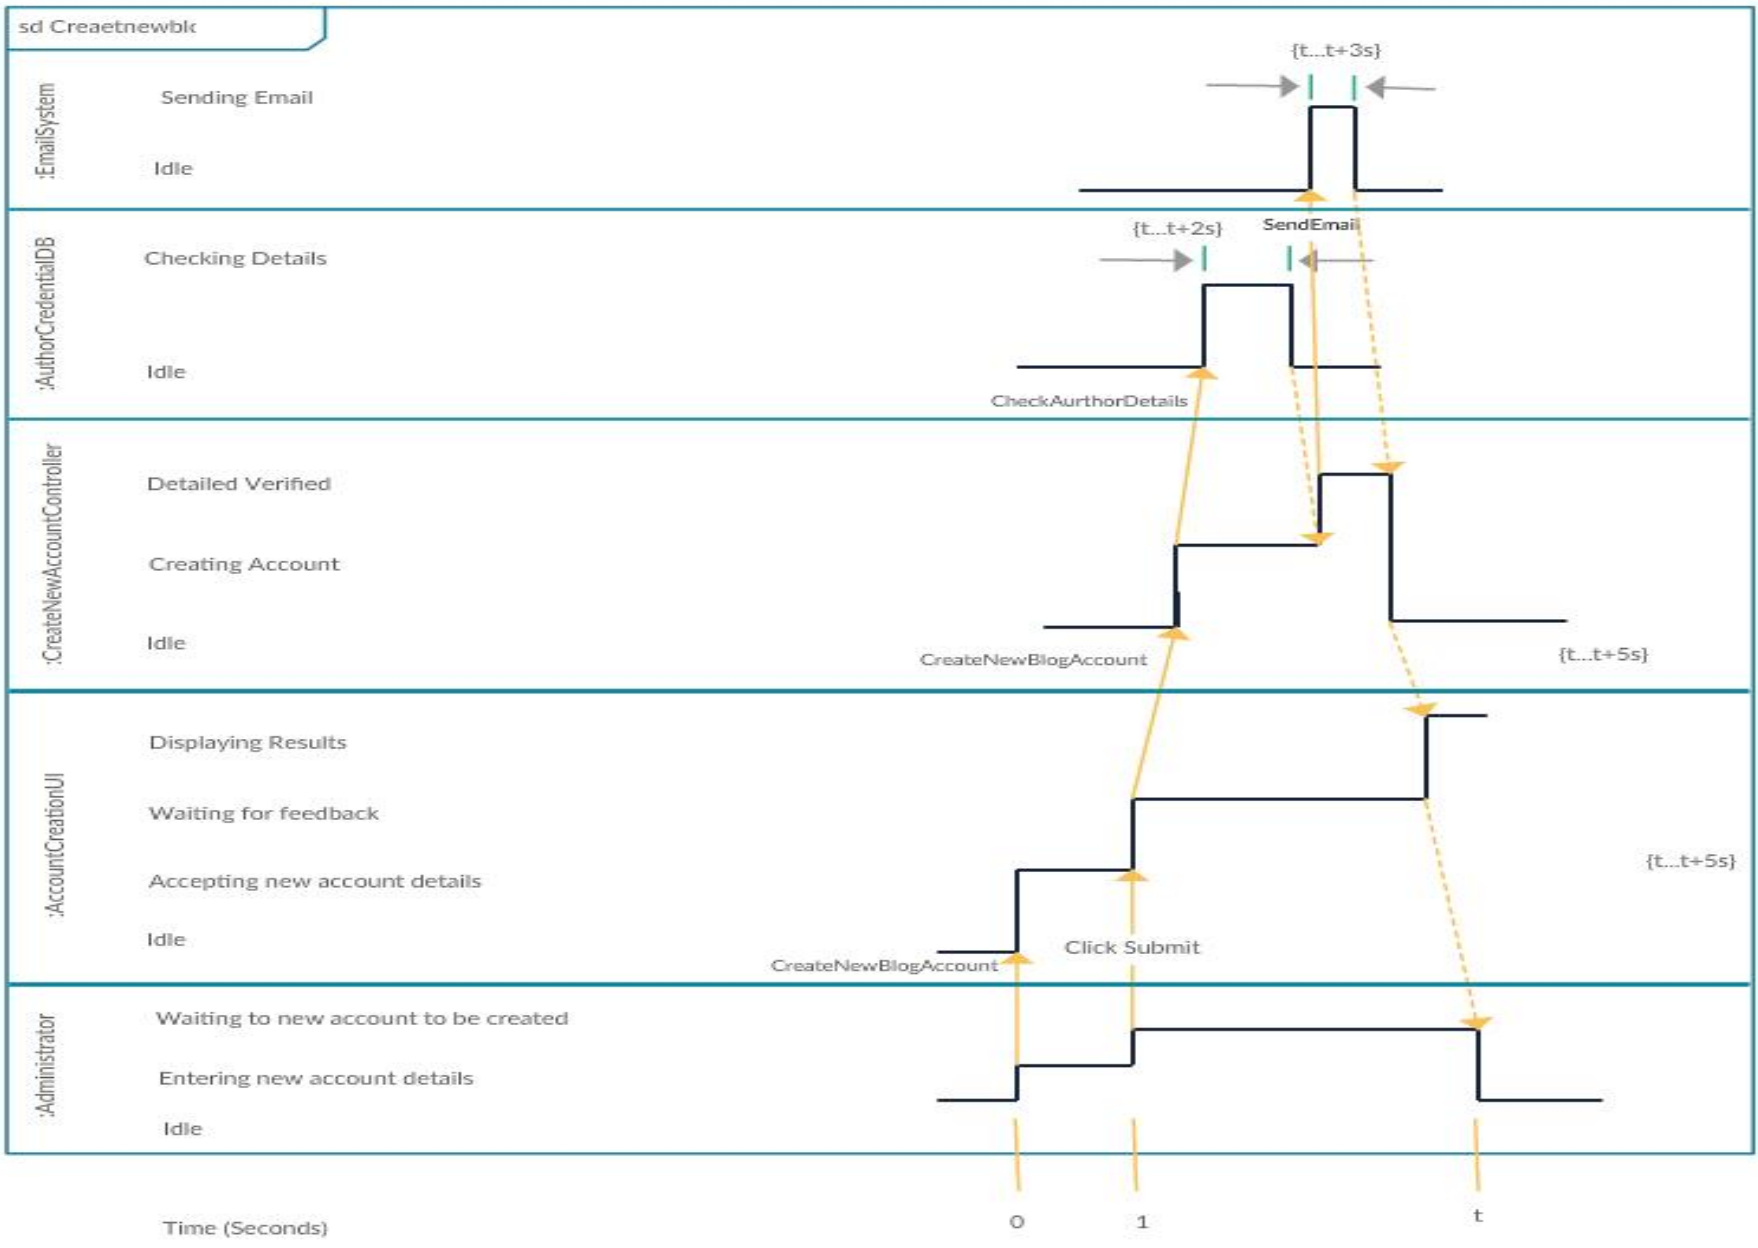 sd Creaetnewblk
{t...t+3s}
:EmailSystem
Sending Email
Idle
:AuthorCredentialDB
{t...t+2s}
SendEmail
Checking Details
Idle
CheckAurthorDetails
:CreateNewAccountController
Detailed Verified
Creating Account
Idle
CreateNewBlogAccount
{t...t+5s}
:AccountCreationUI
Displaying Results
Waiting for feedback
{t...t+5s}
Accepting new account details
Idle
Click Submit
CreateNewBlogAccount
:Administrator
Waiting to new account to be created
Entering new account details
Idle
Time (Seconds)
0
1
t